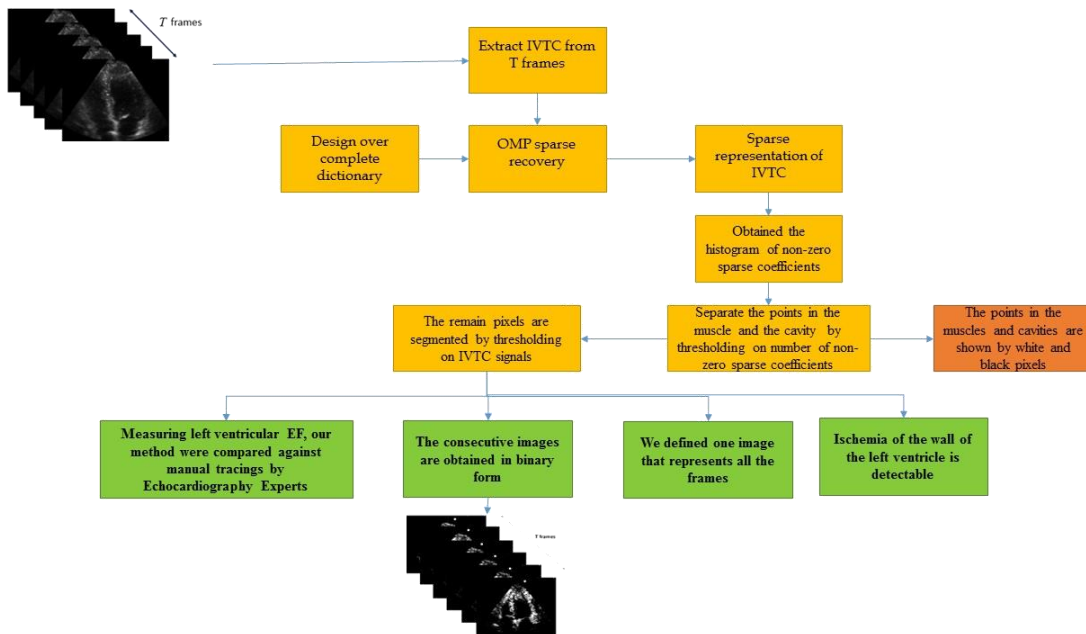 T frames
Extract IVTC from
T frames
Design over
complete
dictionary
OMP sparse
recovery
Sparse
representation of
IVTC
Obtained the
histogram of non-zero
sparse coefficients
The remain pixels are
segmented by thresholding
on IVTC signals
Separate the points in the
muscle and the cavity by
thresholding on number of non-
zero sparse coefficients
The points in the
muscles and cavities are
shown by white and
black pixels
Measuring left ventricular EF, our
method were compared against
manual tracings by
Echocardiography Experts
The consecutive images
are obtained in binary
form
We defined one image
that represents all the
frames
Ischemia of the wall of
the left ventricle is
detectable
T frames